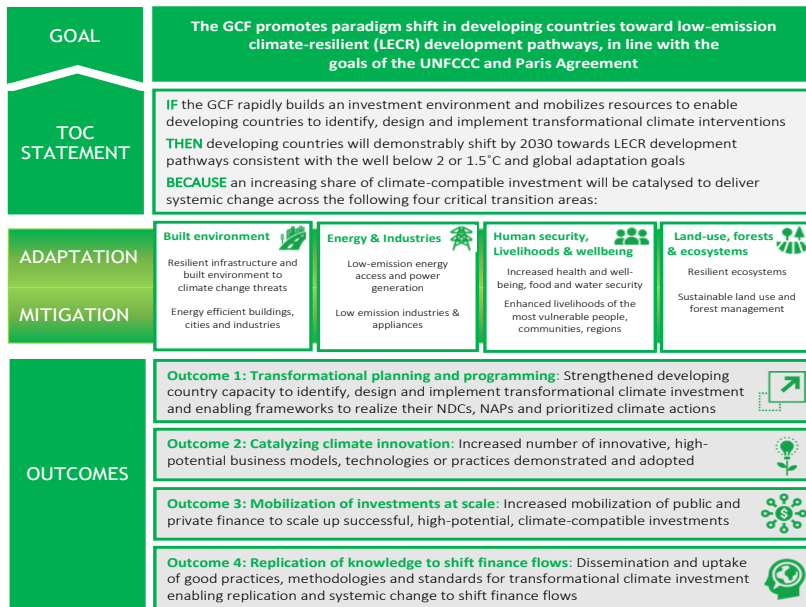 GOAL
The GCF promotes paradigm shift in developing countries toward low-emission
climate-resilient (LECR) development pathways, in line with the
goals of the UNFCCC and Paris Agreement
TOC
STATEMENT
IF the GCF rapidly builds an investment environment and mobilizes resources to enable
developing countries to identify, design and implement transformational climate interventions
THEN developing countries will demonstrably shift by 2030 towards LECR development
pathways consistent with the well below 2 or 1.5˚C and global adaptation goals
BECAUSE an increasing share of climate-compatible investment will be catalysed to deliver
systemic change across the following four critical transition areas:
ADAPTATION
MITIGATION
Built environment
Resilient infrastructure and
built environment to
climate change threats
Energy efficient buildings,
cities and industries
Energy & Industries
Low-emission energy
access and power
generation
Low emission industries &
appliances
Human security,
Livelihoods & wellbeing
Increased health and well-
being, food and water security
Enhanced livelihoods of the
most vulnerable people,
communities, regions
Land-use, forests
& ecosystems
Resilient ecosystems
Sustainable land use and
forest management
OUTCOMES
Outcome 1: Transformational planning and programming: Strengthened developing
country capacity to identify, design and implement transformational climate investment
and enabling frameworks to realize their NDCs, NAPs and prioritized climate actions
Outcome 2: Catalyzing climate innovation: Increased number of innovative, high-
potential business models, technologies or practices demonstrated and adopted
Outcome 3: Mobilization of investments at scale: Increased mobilization of public and
private finance to scale up successful, high-potential, climate-compatible investments
Outcome 4: Replication of knowledge to shift finance flows: Dissemination and uptake
of good practices, methodologies and standards for transformational climate investment
enabling replication and systemic change to shift finance flows